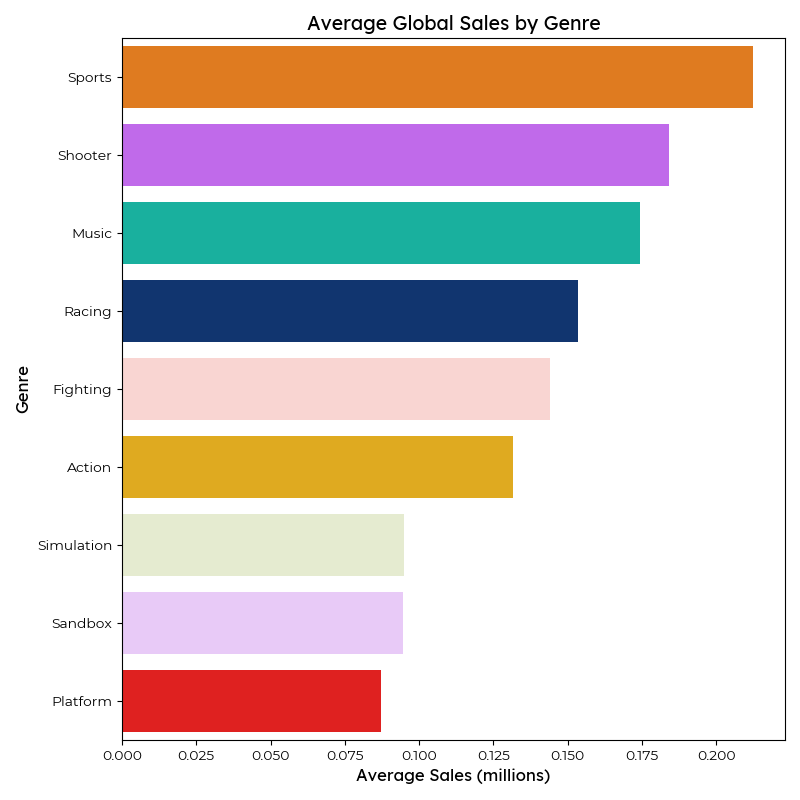 Average Global Sales by Genre
Genre
Sports
Shooter
Music
Racing
Fighting
Action
Simulation
Sandbox
Platform
0.000 0.025 0.050 0.075 0.100 0.125 0.150 0.175 0.200
Average Sales (millions)